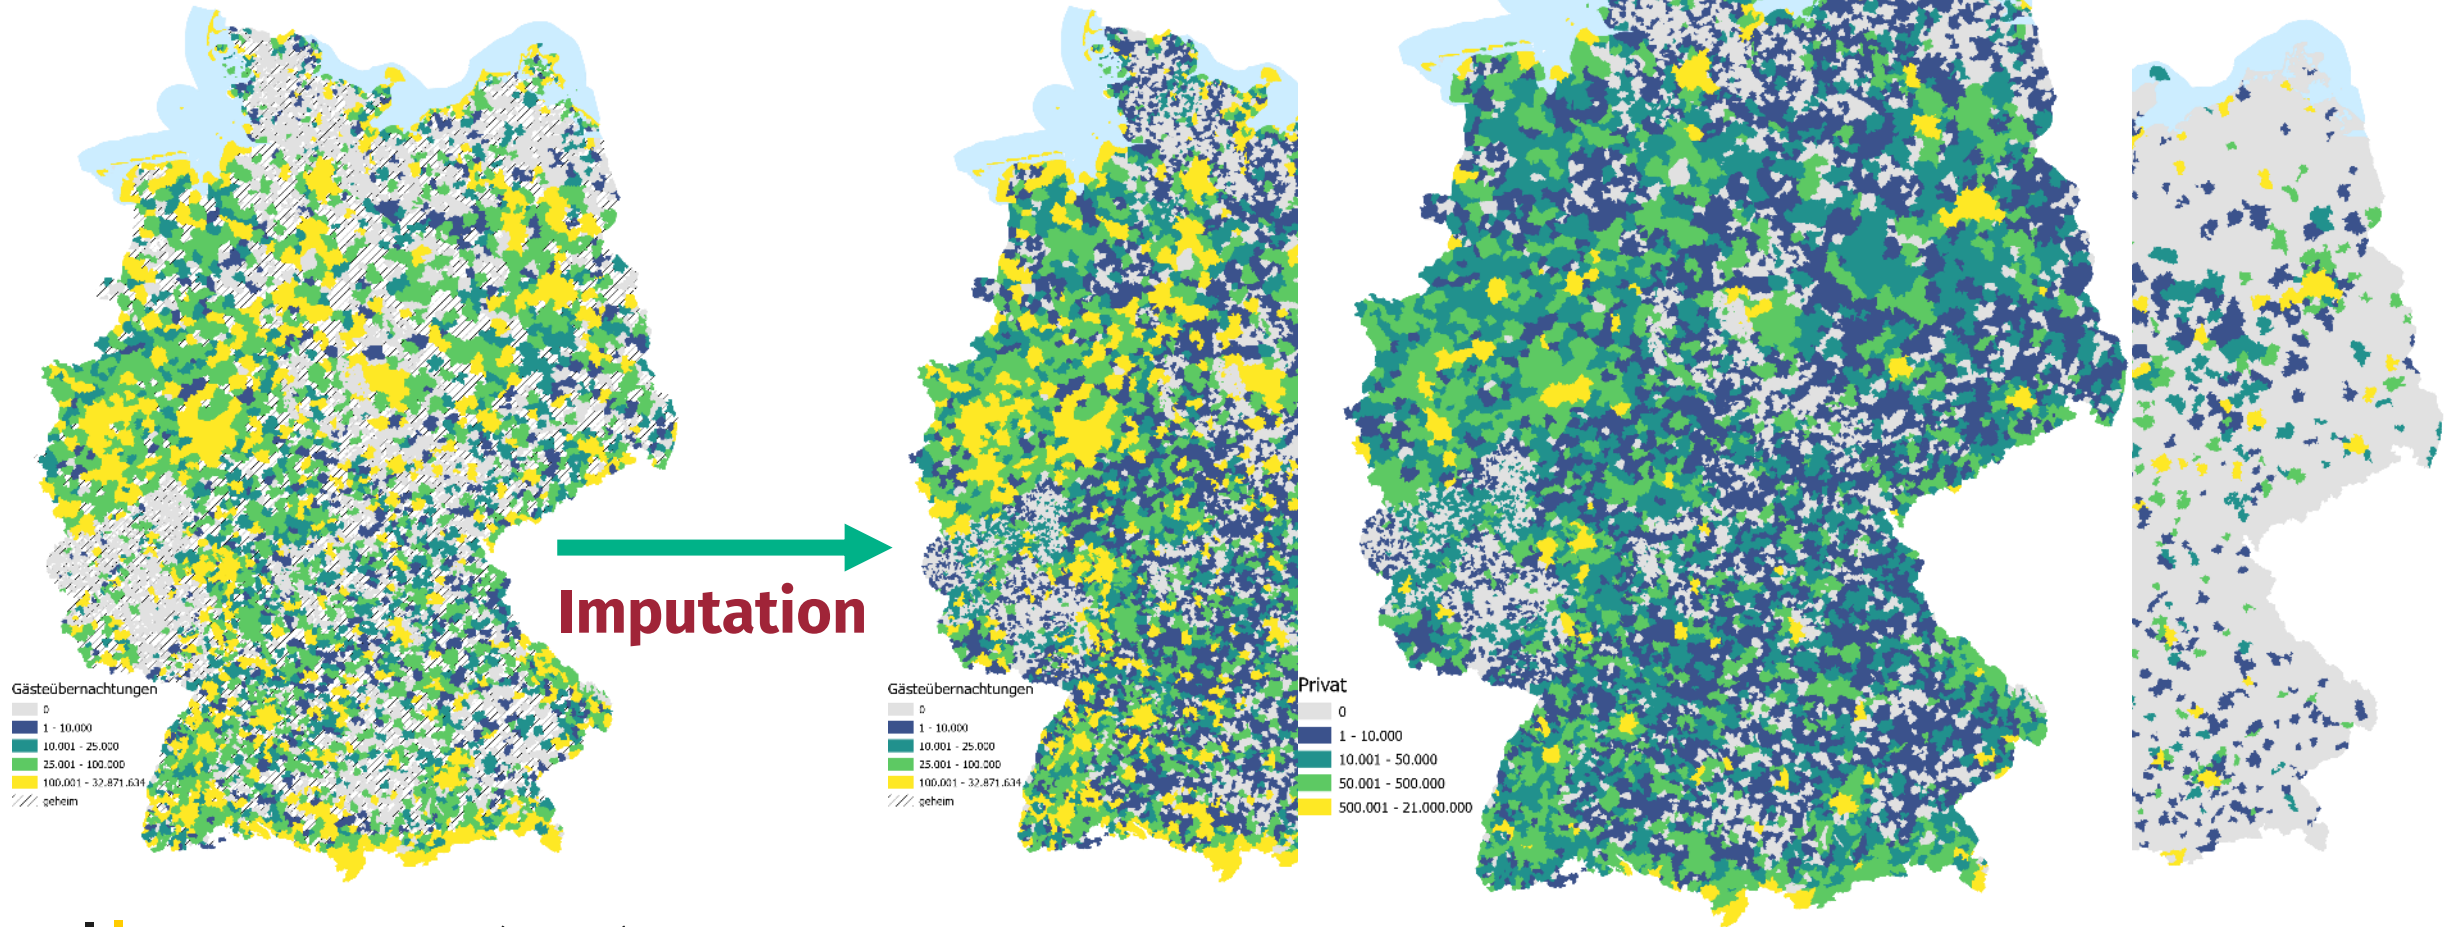 Imputation
Gästeübernachtungen
0
1 - 10.000
10.001 - 25.000
25.001 - 100.000
100.001 - 32.871.634
geheim
Gästeübernachtungen
0
1 - 10.000
10.001 - 25.000
25.001 - 100.000
100.001 - 32.871.634
geheim
Privat
0
1 - 10.000
10.001 - 50.000
50.001 - 500.000
500.001 - 21.000.000